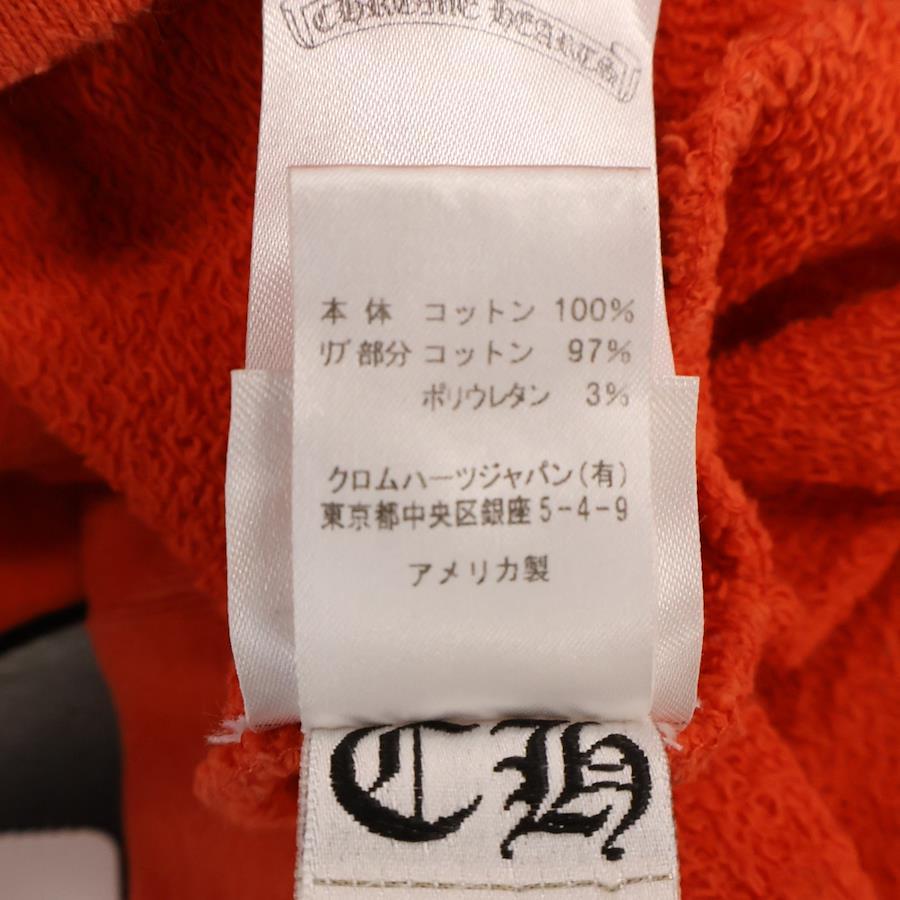 CHROME HEARTS
本体 コットン 100%
リブ部分 コットン 97%
ポリウレタン 3%
クロムハーツジャパン(有)
東京都中央区銀座5-4-9
アメリカ製
CH